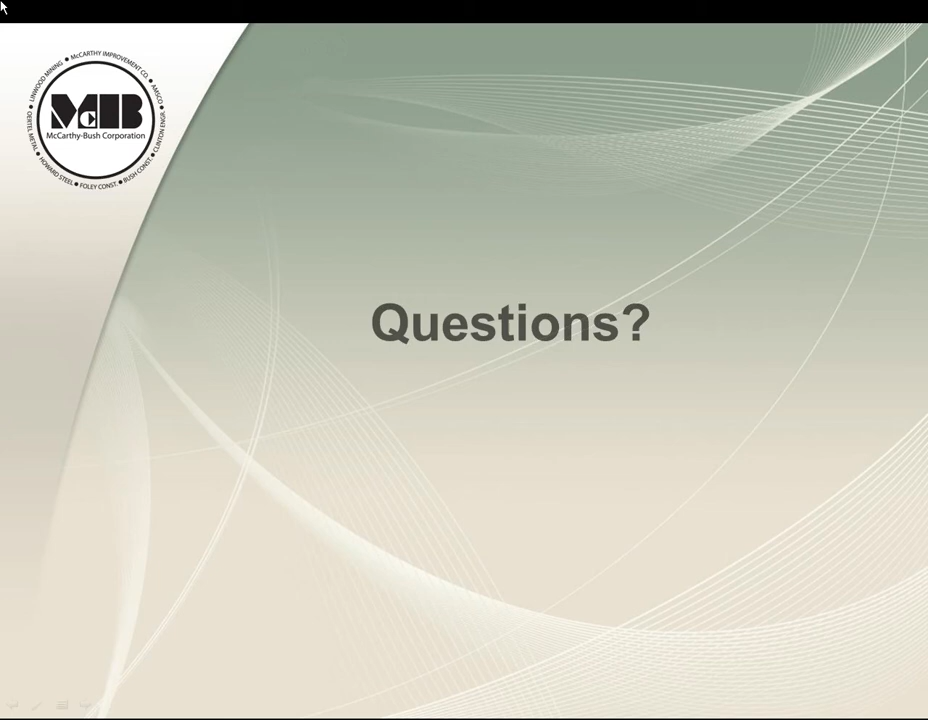 LINWOOD MINING • McCARTHY IMPROVEMENT CO. • AMSCO • CLINTON ENGR. • BUSH CONST. • FOLEY CONST. • HOWARD STEEL • OERTEL METAL •
McB
McCarthy-Bush Corporation
Questions?